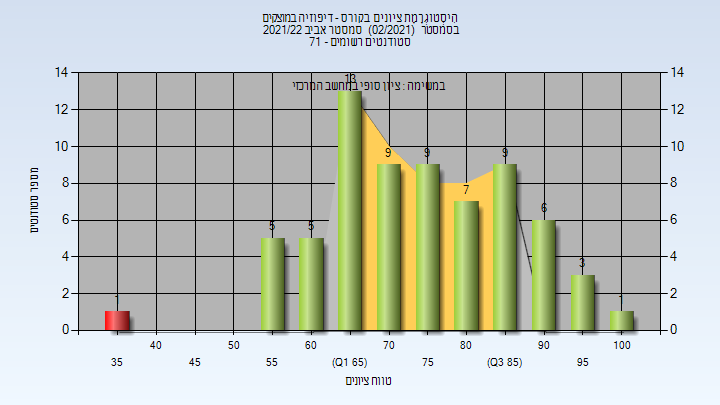 היסטוגרמת ציונים בקורס - דיפוזיה במוצקים
בסמסטר (02/2021) סמסטר אביב 2021/22
סטודנטים רשומים - 71
במשימה : ציון סופי במחשב המרכזי
מספר סטודנטים
14 14
12 12
10 10
8 8
6 6
4 4
2 2
0 0
1 5 5 13 9 9 7 9 6 3 1
40 50 60 70 80 90 100
35 45 55 (Q1 65) 75 (Q3 85) 95
טווח ציונים